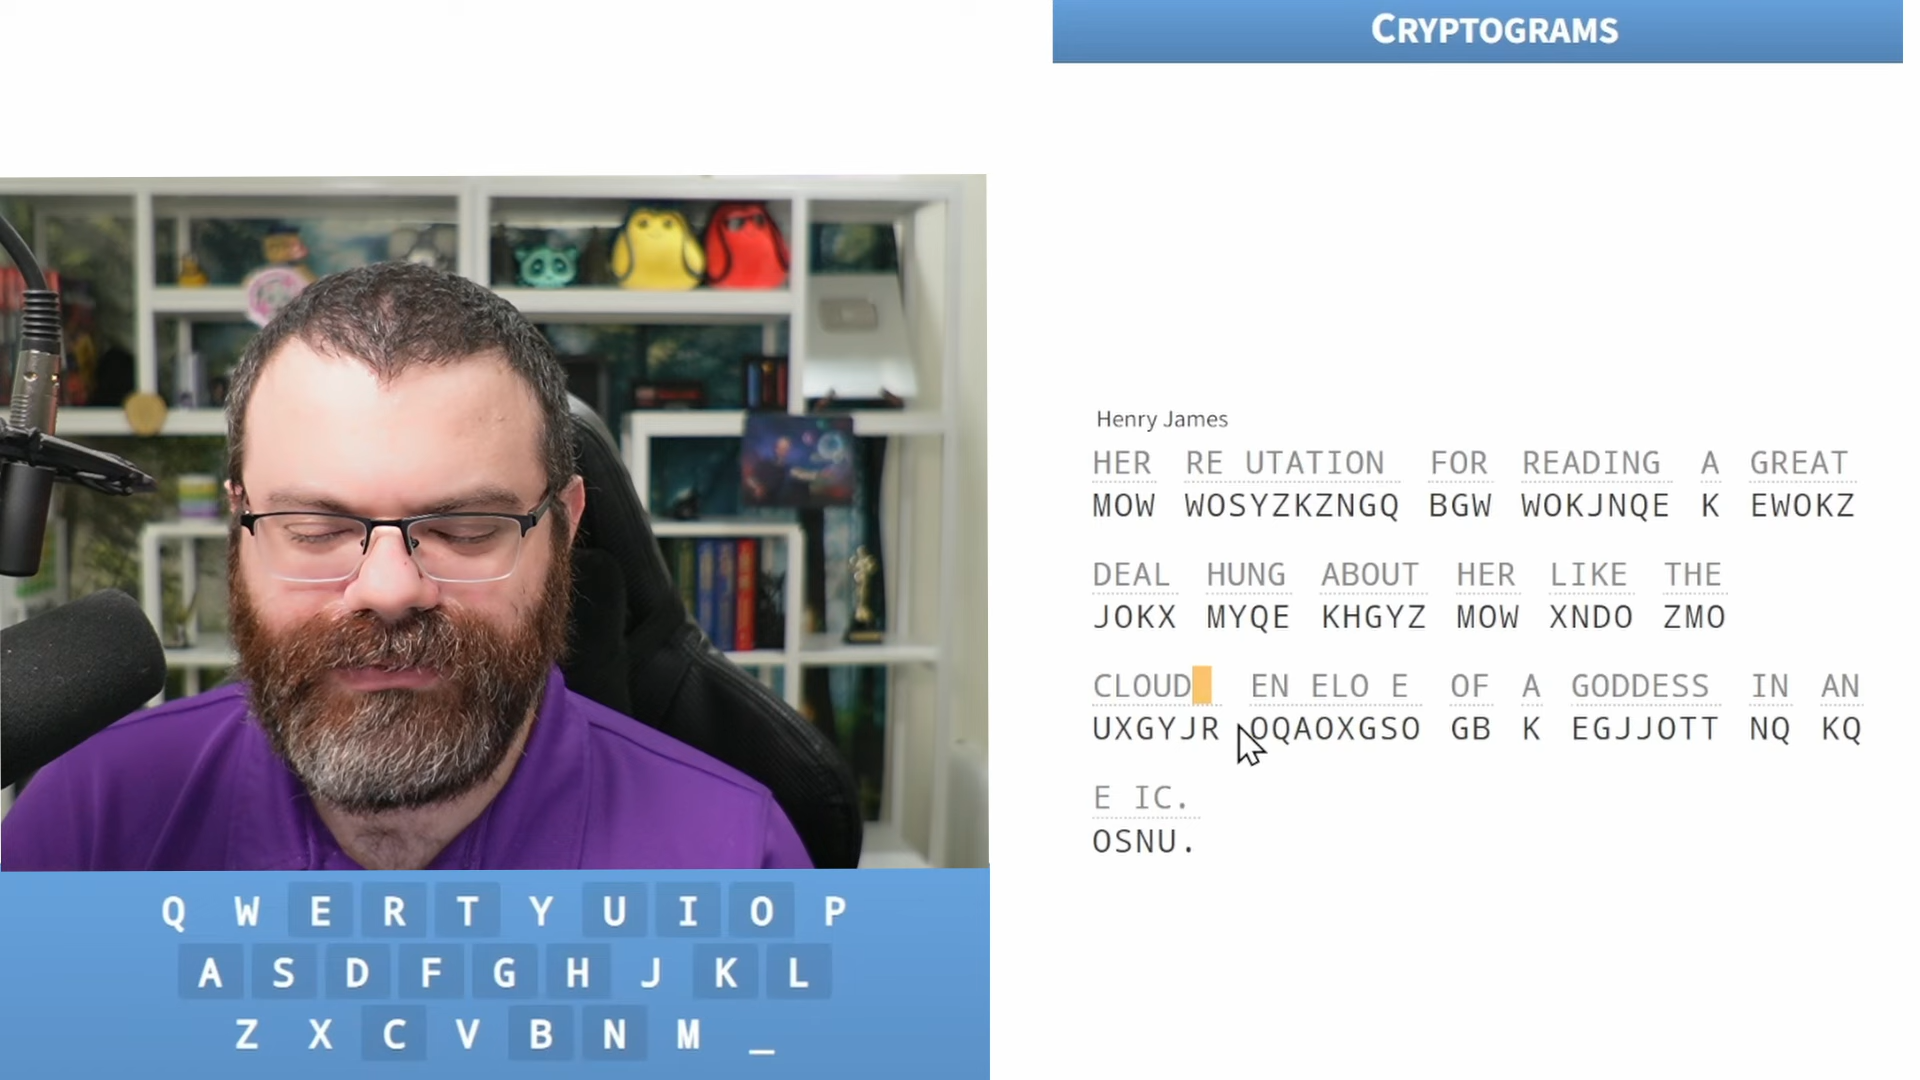 CRYPTOGRAMS
Henry James
HER RE UTATION FOR READING A GREAT
MOW WOSYZKZNGQ BGW WOKJNQE K EWOKZ
DEAL HUNG ABOUT HER LIKE THE
JOKX MYQE KHGYZ MOW XNDO ZMO
CLOUD EN ELO E OF A GODDESS IN AN
UXGYJR OQAOXGSO GB K EGJJOTT NQ KQ
E IC.
OSNU.
Q W E R T Y U I O P
A S D F G H J K L
Z X C V B N M _